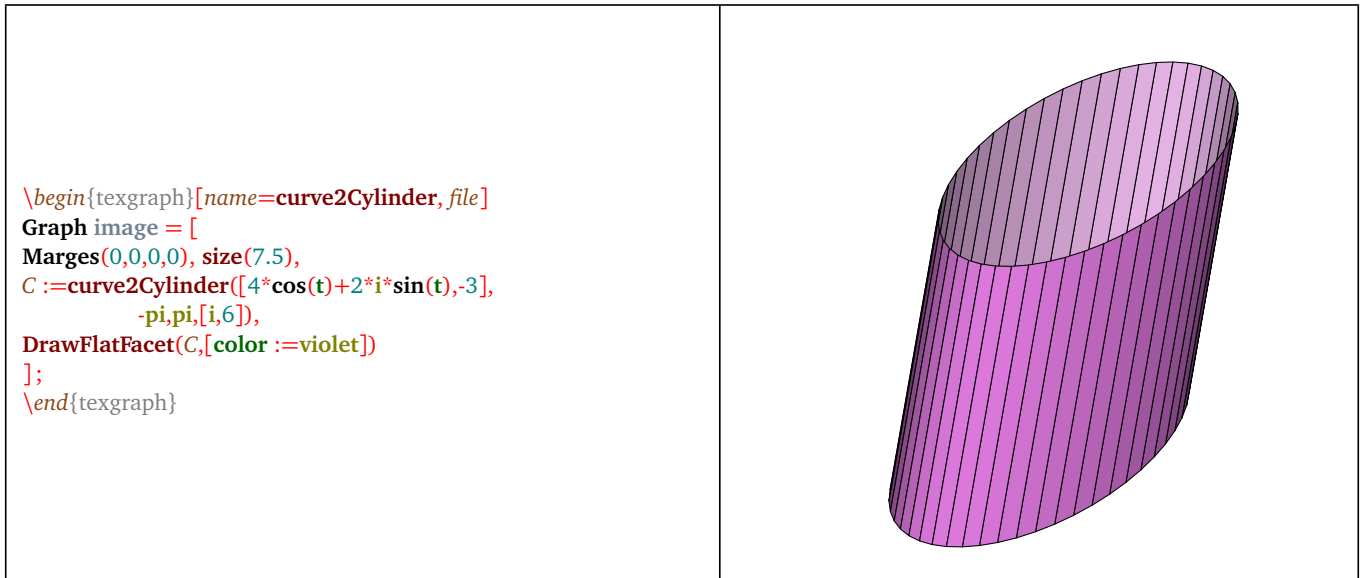 \begin{texgraph}[name=curve2Cylinder, file]
Graph image = [
Marges(0,0,0,0), size(7.5),
C :=curve2Cylinder([4*cos(t)+2*i*sin(t),-3],
-pi,pi,[i,6]),
DrawFlatFacet(C,[color :=violet])
];
\end{texgraph}